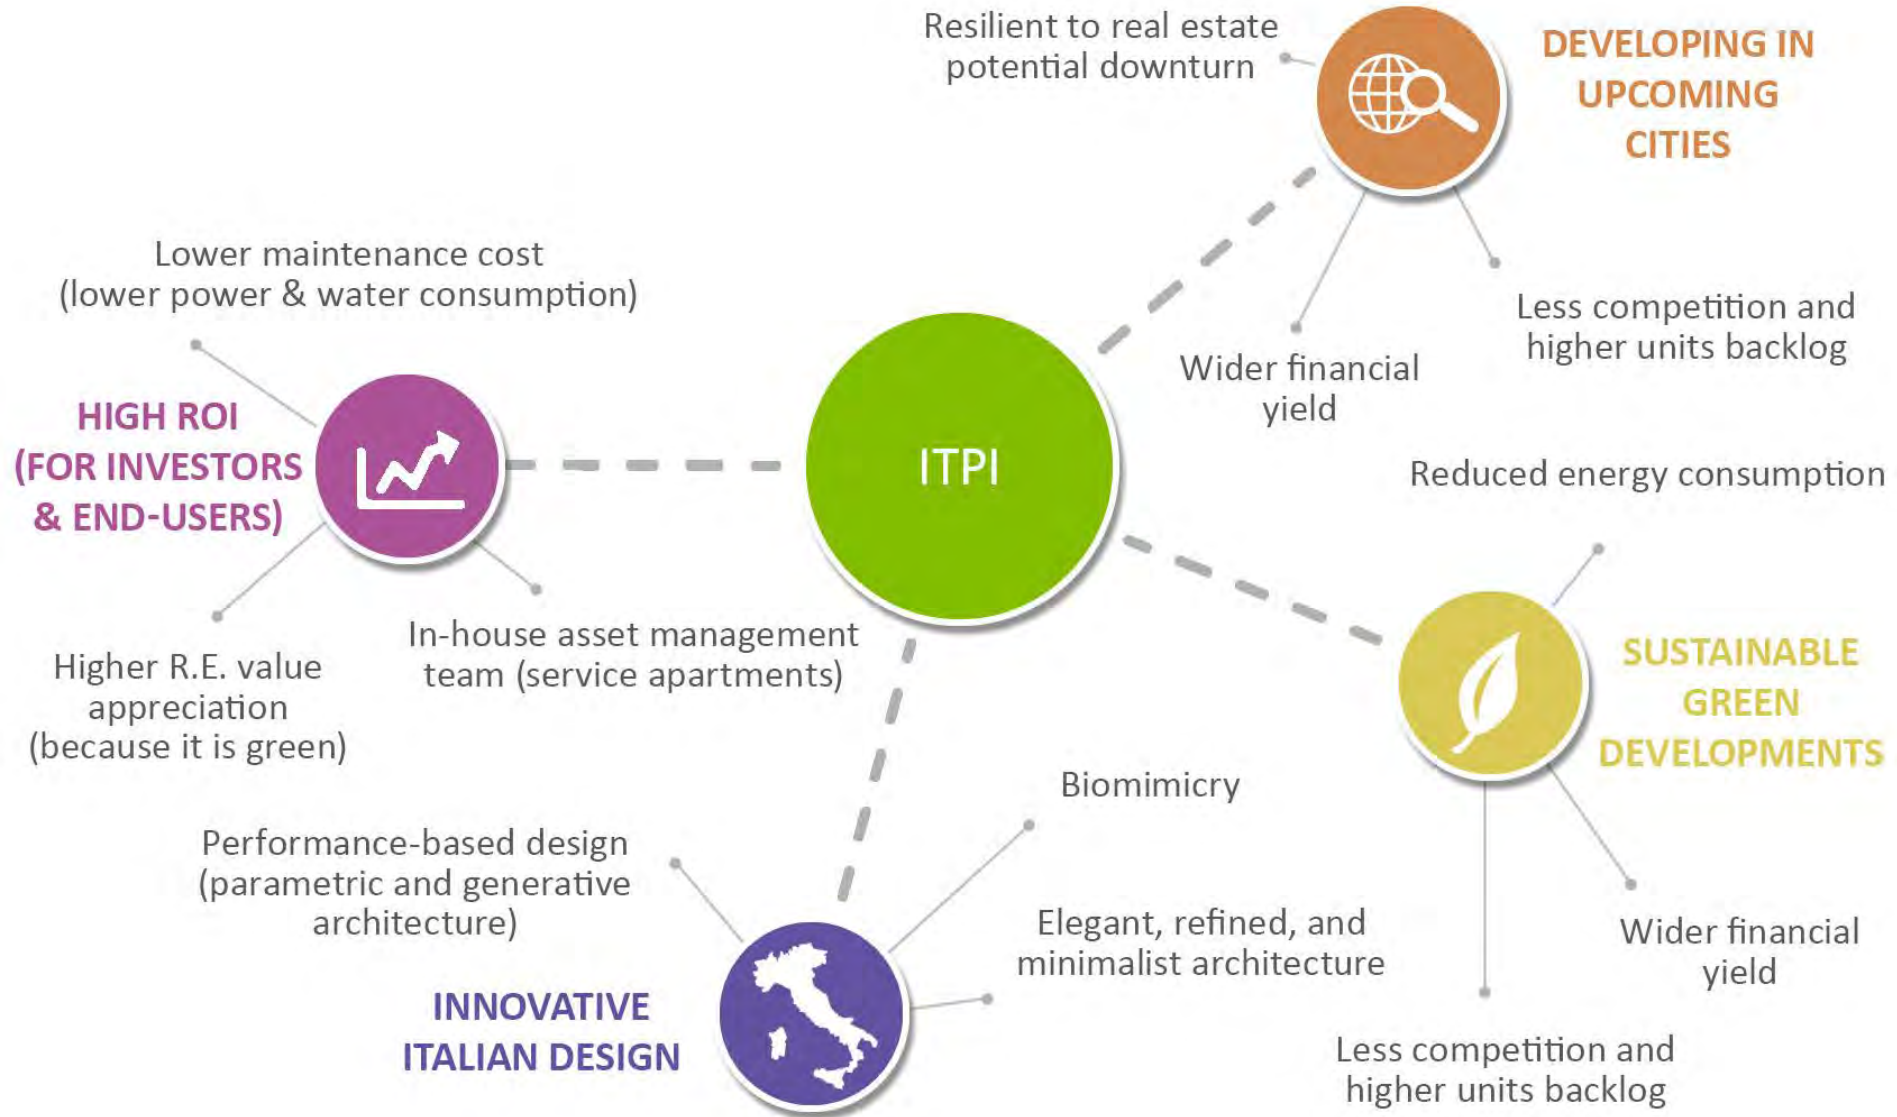 Resilient to real estate
potential downturn
DEVELOPING IN
UPCOMING
CITIES
Wider financial
yield
Less competition and
higher units backlog
Lower maintenance cost
(lower power & water consumption)
HIGH ROI
(FOR INVESTORS
& END-USERS)
Higher R.E. value
appreciation
(because it is green)
In-house asset management
team (service apartments)
ITPI
Reduced energy consumption
SUSTAINABLE
GREEN
DEVELOPMENTS
Wider financial
yield
Less competition and
higher units backlog
Performance-based design
(parametric and generative
architecture)
Biomimicry
Elegant, refined, and
minimalist architecture
INNOVATIVE
ITALIAN DESIGN